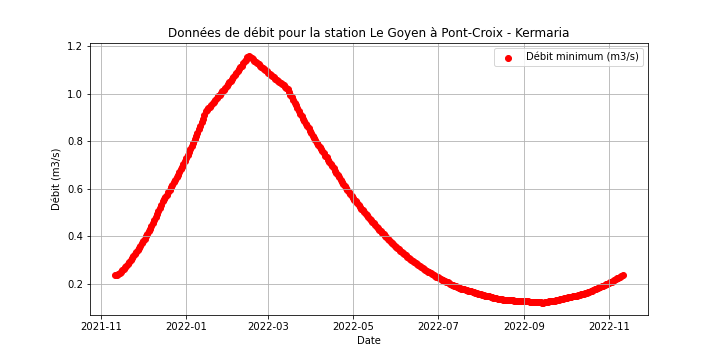 Données de débit pour la station Le Goyen à Pont-Croix - Kermaria
Débit minimum (m3/s)
Débit (m3/s)
1.2
1.0
0.8
0.6
0.4
0.2
2021-11 2022-01 2022-03 2022-05 2022-07 2022-09 2022-11
Date